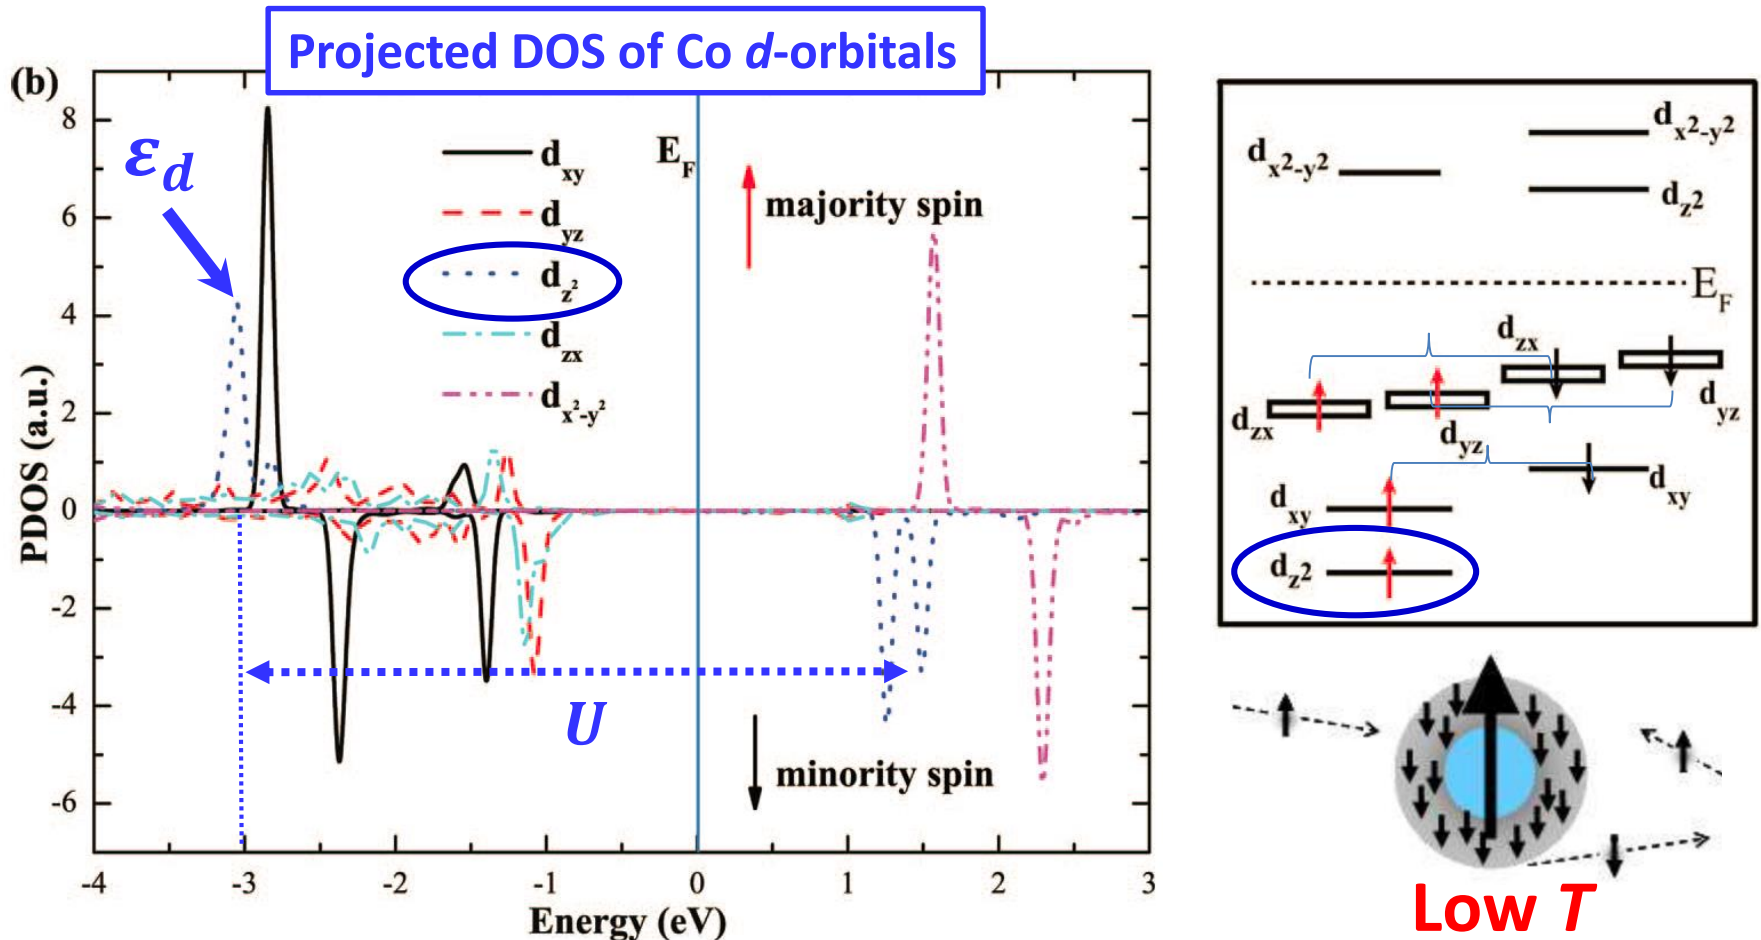 Projected DOS of Co d-orbitals
(b)
8
6
4
2
0
-2
-4
-6
PDOS (a.u.)
ε_d
d_xy
d_yz
d_z²
d_zx
d_x²-y²
E_F
majority spin
U
minority spin
-4 -3 -2 -1 0 1 2 3
Energy (eV)
d_x²-y²
d_x²-y²
d_z²
E_F
d_zx
d_zx
d_yz
d_yz
d_xy
d_xy
d_z²
Low T